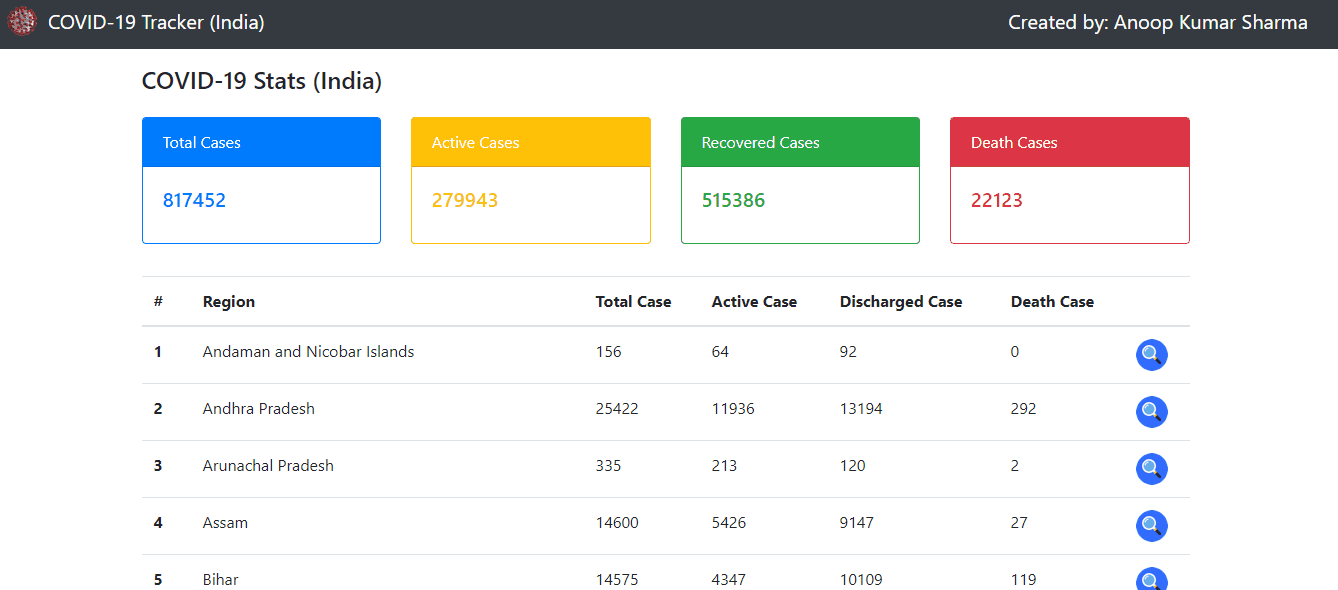 COVID-19 Tracker (India) Created by: Anoop Kumar Sharma
COVID-19 Stats (India)
Total Cases Active Cases Recovered Cases Death Cases
817452 279943 515386 22123
# Region Total Case Active Case Discharged Case Death Case
1 Andaman and Nicobar Islands 156 64 92 0
2 Andhra Pradesh 25422 11936 13194 292
3 Arunachal Pradesh 335 213 120 2
4 Assam 14600 5426 9147 27
5 Bihar 14575 4347 10109 119